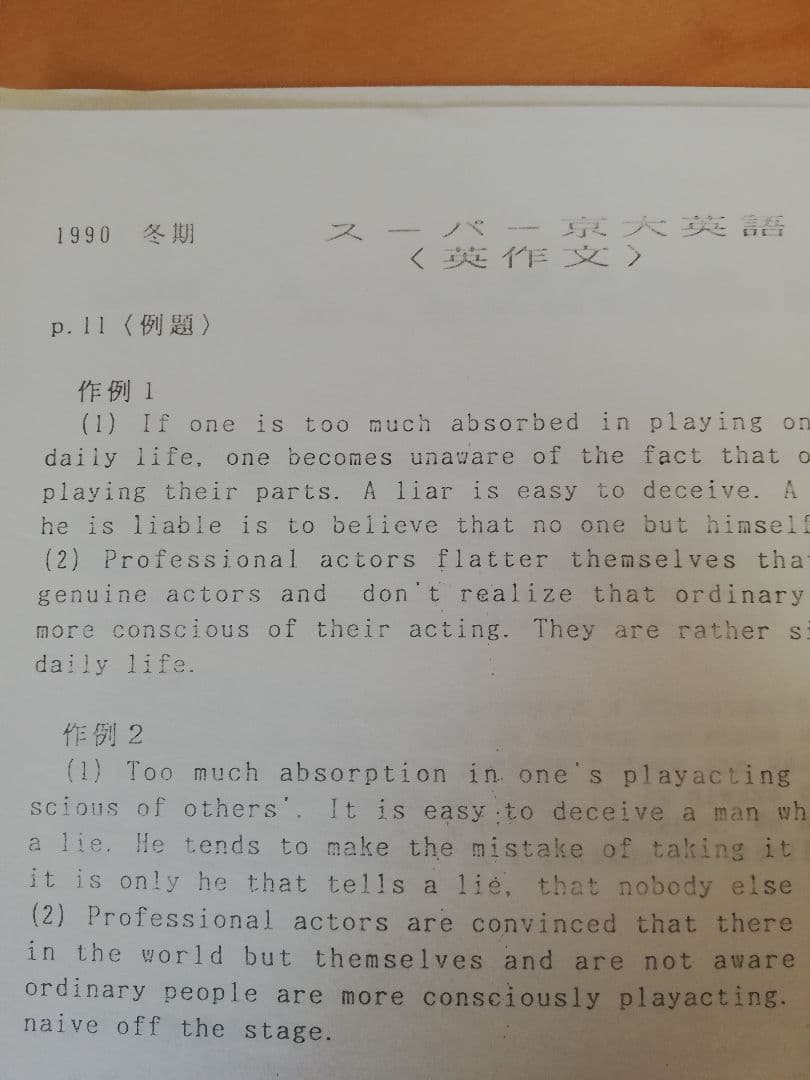 1990 冬期 スーパー京大英語
〈英作文〉
p.11〈例題〉
作例1
(1) If one is too much absorbed in playing on
daily life, one becomes unaware of the fact that o
playing their parts. A liar is easy to deceive. A
he is liable is to believe that no one but himself
(2) Professional actors flatter themselves tha
genuine actors and don't realize that ordinary
more conscious of their acting. They are rather si
daily life.
作例2
(1) Too much absorption in one's playacting
scious of others'. It is easy to deceive a man wh
a lie. He tends to make the mistake of taking it
it is only he that tells a lie, that nobody else
(2) Professional actors are convinced that there
in the world but themselves and are not aware
ordinary people are more consciously playacting.
naive off the stage.